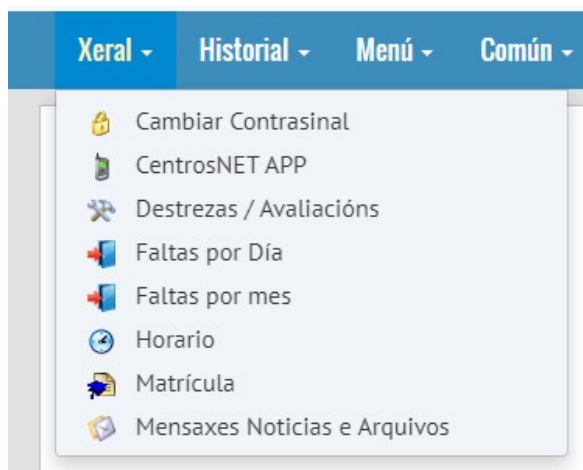 Xeral Historial Menú Común
Cambiar Contrasinal
CentrosNET APP
Destrezas / Avaliacións
Faltas por Día
Faltas por mes
Horario
Matrícula
Mensaxes Noticias e Arquivos